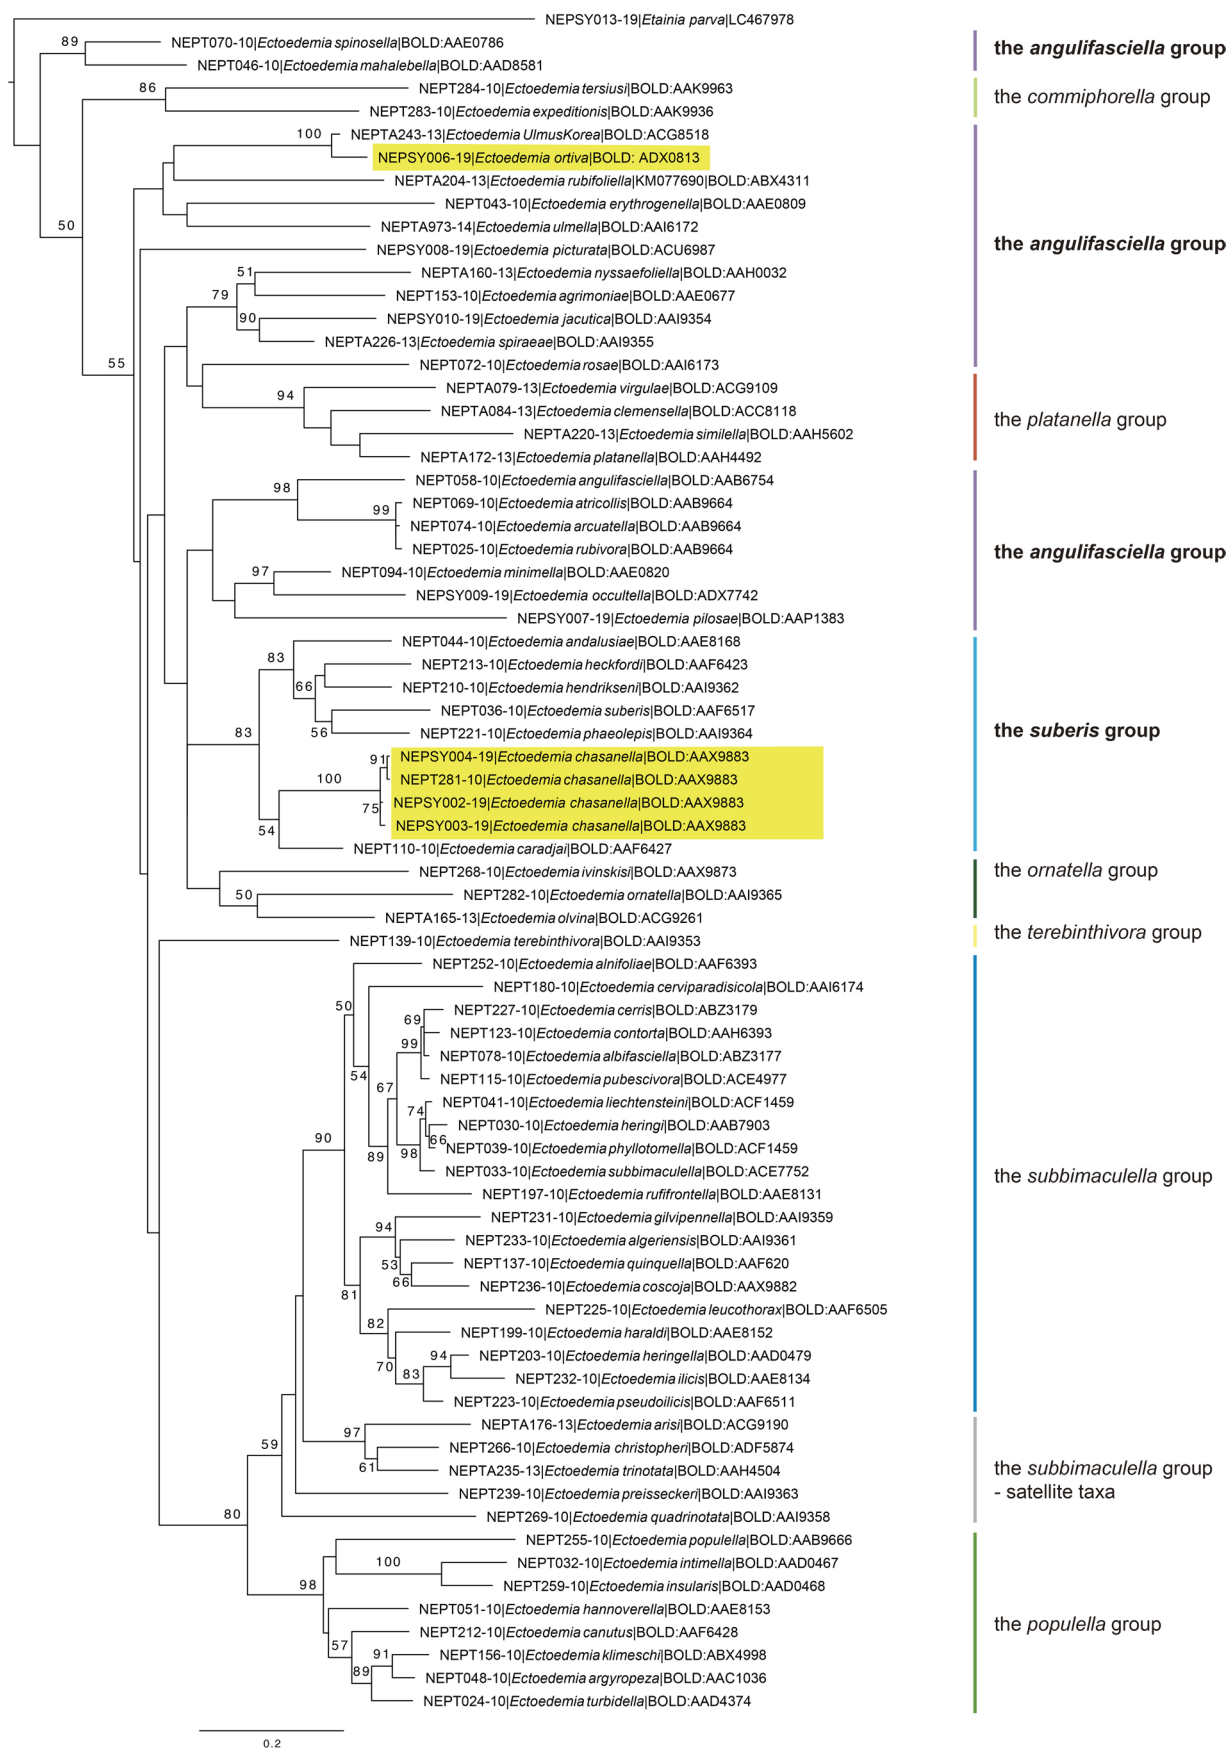 NEPSY013-19|Etainia parva|LC467978
89
NEPT070-10|Ectoedemia spinosella|BOLD:AAE0786
the angulifasciella group
NEPT046-10|Ectoedemia mahalebella|BOLD:AAD8581
86
NEPT284-10|Ectoedemia tersiusi|BOLD:AAK9963
the commiphorella group
NEPT283-10|Ectoedemia expeditionis|BOLD:AAK9936
100
NEPTA243-13|Ectoedemia UlmusKorea|BOLD:ACG8518
NEPSY006-19|Ectoedemia ortiva|BOLD: ADX0813
NEPTA204-13|Ectoedemia rubifoliella|KM077690|BOLD:ABX4311
NEPT043-10|Ectoedemia erythrogenella|BOLD:AAE0809
50
NEPTA973-14|Ectoedemia ulmella|BOLD:AAI6172
the angulifasciella group
NEPSY008-19|Ectoedemia picturata|BOLD:ACU6987
51
NEPTA160-13|Ectoedemia nyssaefoliella|BOLD:AAH0032
79
NEPT153-10|Ectoedemia agrimoniae|BOLD:AAE0677
90
NEPSY010-19|Ectoedemia jacutica|BOLD:AAI9354
NEPTA226-13|Ectoedemia spiraeae|BOLD:AAI9355
55
NEPT072-10|Ectoedemia rosae|BOLD:AAI6173
94
NEPTA079-13|Ectoedemia virgulae|BOLD:ACG9109
NEPTA084-13|Ectoedemia clemensella|BOLD:ACC8118
the platanella group
NEPTA220-13|Ectoedemia similella|BOLD:AAH5602
NEPTA172-13|Ectoedemia platanella|BOLD:AAH4492
98
NEPT058-10|Ectoedemia angulifasciella|BOLD:AAB6754
99
NEPT069-10|Ectoedemia atricollis|BOLD:AAB9664
NEPT074-10|Ectoedemia arcuatella|BOLD:AAB9664
NEPT025-10|Ectoedemia rubivora|BOLD:AAB9664
the angulifasciella group
97
NEPT094-10|Ectoedemia minimella|BOLD:AAE0820
NEPSY009-19|Ectoedemia occultella|BOLD:ADX7742
NEPSY007-19|Ectoedemia pilosae|BOLD:AAP1383
NEPT044-10|Ectoedemia andalusiae|BOLD:AAE8168
83
NEPT213-10|Ectoedemia heckfordi|BOLD:AAF6423
66
NEPT210-10|Ectoedemia hendrikseni|BOLD:AAI9362
NEPT036-10|Ectoedemia suberis|BOLD:AAF6517
83
56
NEPT221-10|Ectoedemia phaeolepis|BOLD:AAI9364
the suberis group
91
NEPSY004-19|Ectoedemia chasanella|BOLD:AAX9883
100
NEPT281-10|Ectoedemia chasanella|BOLD:AAX9883
75
NEPSY002-19|Ectoedemia chasanella|BOLD:AAX9883
54
NEPSY003-19|Ectoedemia chasanella|BOLD:AAX9883
NEPT110-10|Ectoedemia caradjai|BOLD:AAF6427
NEPT268-10|Ectoedemia ivinskisi|BOLD:AAX9873
the ornatella group
50
NEPT282-10|Ectoedemia ornatella|BOLD:AAI9365
NEPTA165-13|Ectoedemia olvina|BOLD:ACG9261
NEPT139-10|Ectoedemia terebinthivora|BOLD:AAI9353
the terebinthivora group
NEPT252-10|Ectoedemia alnifoliae|BOLD:AAF6393
NEPT180-10|Ectoedemia cerviparadisicola|BOLD:AAI6174
50
NEPT227-10|Ectoedemia cerris|BOLD:ABZ3179
69
NEPT123-10|Ectoedemia contorta|BOLD:AAH6393
99
NEPT078-10|Ectoedemia albifasciella|BOLD:ABZ3177
54
NEPT115-10|Ectoedemia pubescivora|BOLD:ACE4977
67
NEPT041-10|Ectoedemia liechtensteini|BOLD:ACF1459
74
NEPT030-10|Ectoedemia heringi|BOLD:AAB7903
90
66
NEPT039-10|Ectoedemia phyllotomella|BOLD:ACF1459
89
98
NEPT033-10|Ectoedemia subbimaculella|BOLD:ACE7752
the subbimaculella group
NEPT197-10|Ectoedemia rufifrontella|BOLD:AAE8131
NEPT231-10|Ectoedemia gilvipennella|BOLD:AAI9359
94
NEPT233-10|Ectoedemia algeriensis|BOLD:AAI9361
53
NEPT137-10|Ectoedemia quinquella|BOLD:AAF620
66
NEPT236-10|Ectoedemia coscoja|BOLD:AAX9882
81
NEPT225-10|Ectoedemia leucothorax|BOLD:AAF6505
82
NEPT199-10|Ectoedemia haraldi|BOLD:AAE8152
94
NEPT203-10|Ectoedemia heringella|BOLD:AAD0479
70
83
NEPT232-10|Ectoedemia ilicis|BOLD:AAE8134
NEPT223-10|Ectoedemia pseudoilicis|BOLD:AAF6511
97
NEPTA176-13|Ectoedemia arisi|BOLD:ACG9190
59
NEPT266-10|Ectoedemia christopheri|BOLD:ADF5874
61
NEPTA235-13|Ectoedemia trinotata|BOLD:AAH4504
the subbimaculella group
- satellite taxa
NEPT239-10|Ectoedemia preisseckeri|BOLD:AAI9363
80
NEPT269-10|Ectoedemia quadrinotata|BOLD:AAI9358
NEPT255-10|Ectoedemia populella|BOLD:AAB9666
100
NEPT032-10|Ectoedemia intimella|BOLD:AAD0467
98
NEPT259-10|Ectoedemia insularis|BOLD:AAD0468
NEPT051-10|Ectoedemia hannoverella|BOLD:AAE8153
the populella group
NEPT212-10|Ectoedemia canutus|BOLD:AAF6428
57
91
NEPT156-10|Ectoedemia klimeschi|BOLD:ABX4998
89
NEPT048-10|Ectoedemia argyropeza|BOLD:AAC1036
NEPT024-10|Ectoedemia turbidella|BOLD:AAD4374
0.2